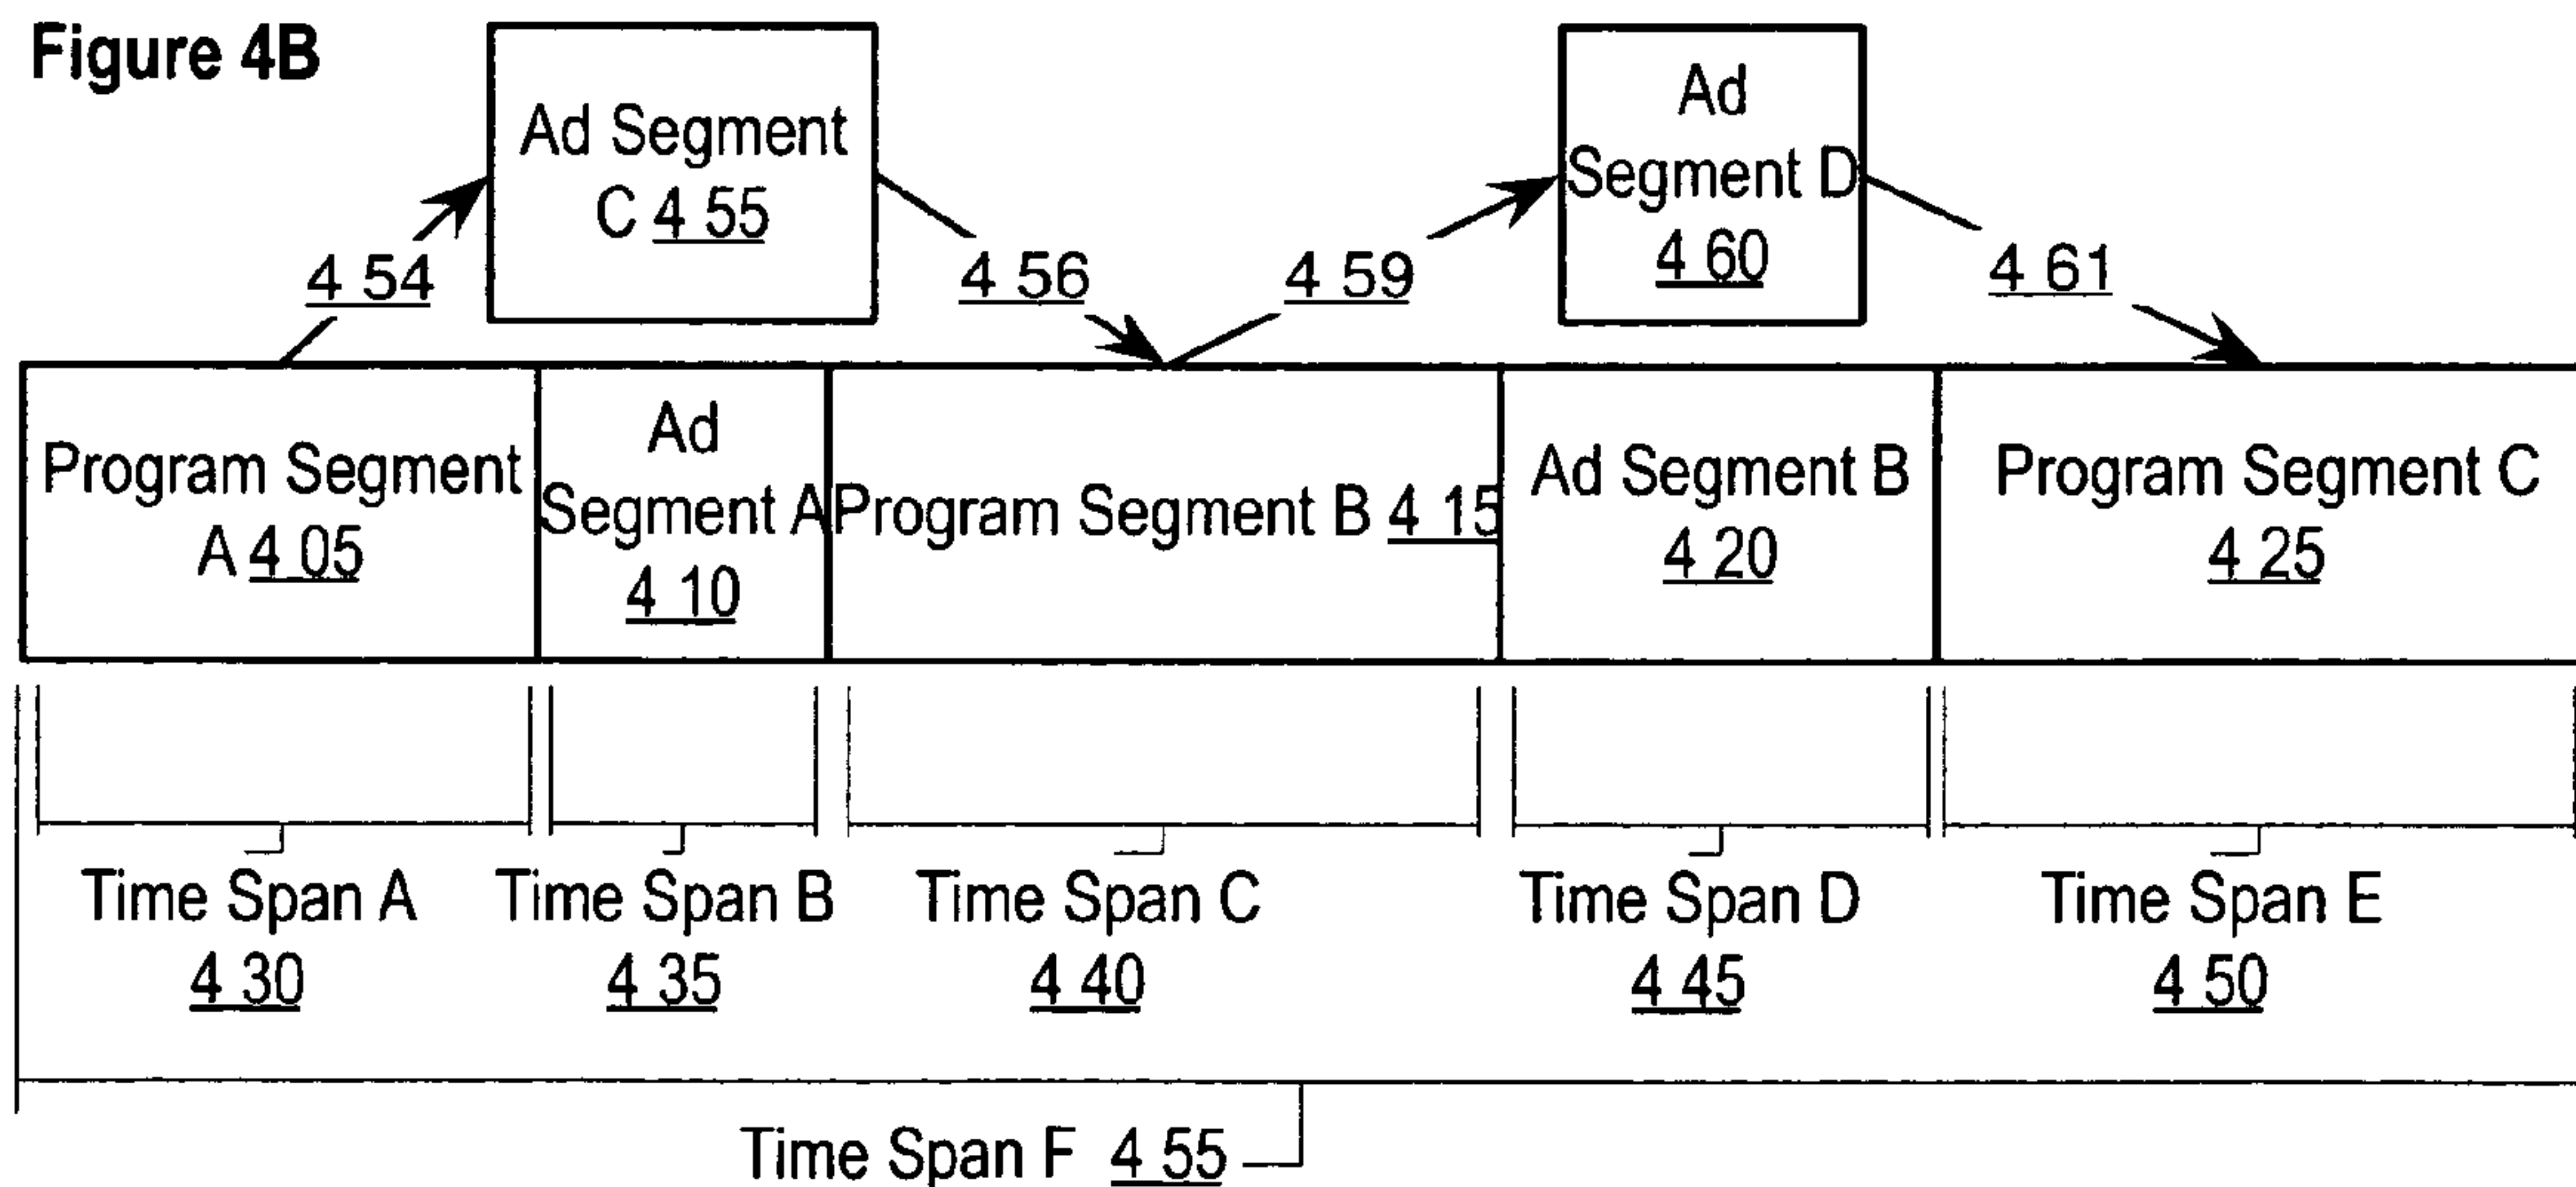 Figure 4B
Ad Segment
C 4 55
Ad
Segment D
4 60
4 54
4 56
4 59
4 61
Program Segment
A 4 05
Ad
Segment A
4 10
Program Segment B 4 15
Ad Segment B
4 20
Program Segment C
4 25
Time Span A
4 30
Time Span B
4 35
Time Span C
4 40
Time Span D
4 45
Time Span E
4 50
Time Span F 4 55